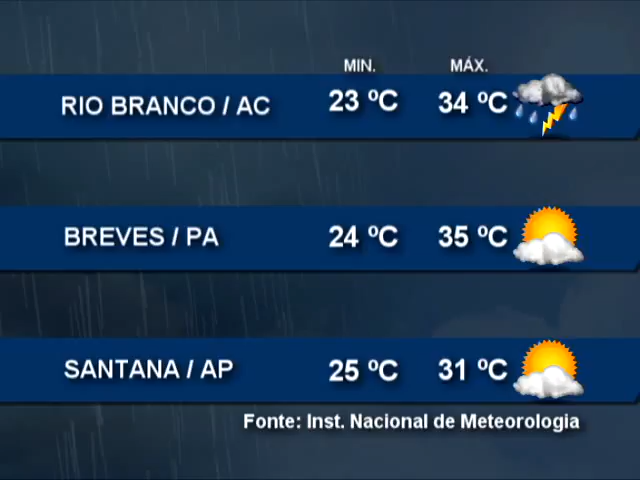 MIN. MÁX.
RIO BRANCO / AC 23 ºC 34 ºC
BREVES / PA 24 ºC 35 ºC
SANTANA / AP 25 ºC 31 ºC
Fonte: Inst. Nacional de Meteorologia